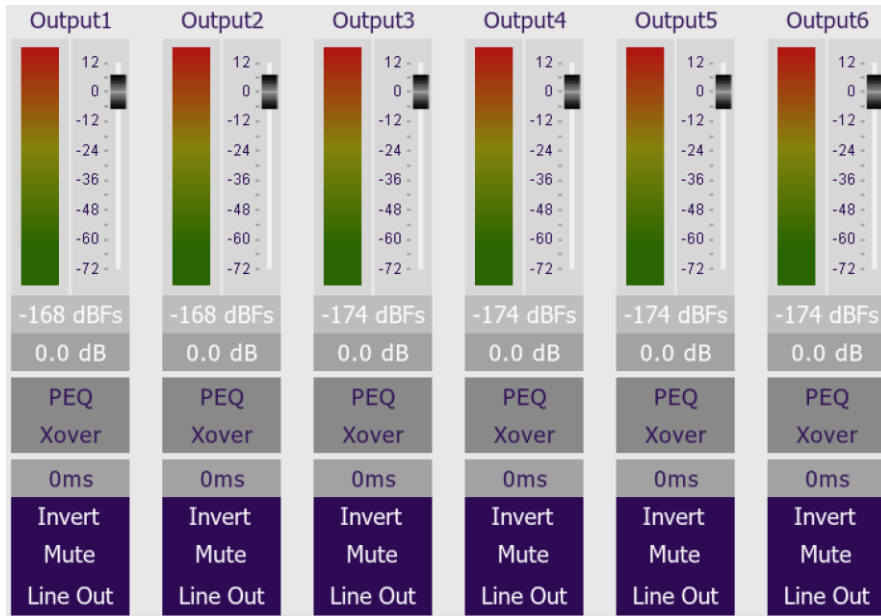 Output1
12
0
-12
-24
-36
-48
-60
-72
-168 dBFs
0.0 dB
PEQ
Xover
0ms
Invert
Mute
Line Out
Output2
12
0
-12
-24
-36
-48
-60
-72
-168 dBFs
0.0 dB
PEQ
Xover
0ms
Invert
Mute
Line Out
Output3
12
0
-12
-24
-36
-48
-60
-72
-174 dBFs
0.0 dB
PEQ
Xover
0ms
Invert
Mute
Line Out
Output4
12
0
-12
-24
-36
-48
-60
-72
-174 dBFs
0.0 dB
PEQ
Xover
0ms
Invert
Mute
Line Out
Output5
12
0
-12
-24
-36
-48
-60
-72
-174 dBFs
0.0 dB
PEQ
Xover
0ms
Invert
Mute
Line Out
Output6
12
0
-12
-24
-36
-48
-60
-72
-174 dBFs
0.0 dB
PEQ
Xover
0ms
Invert
Mute
Line Out